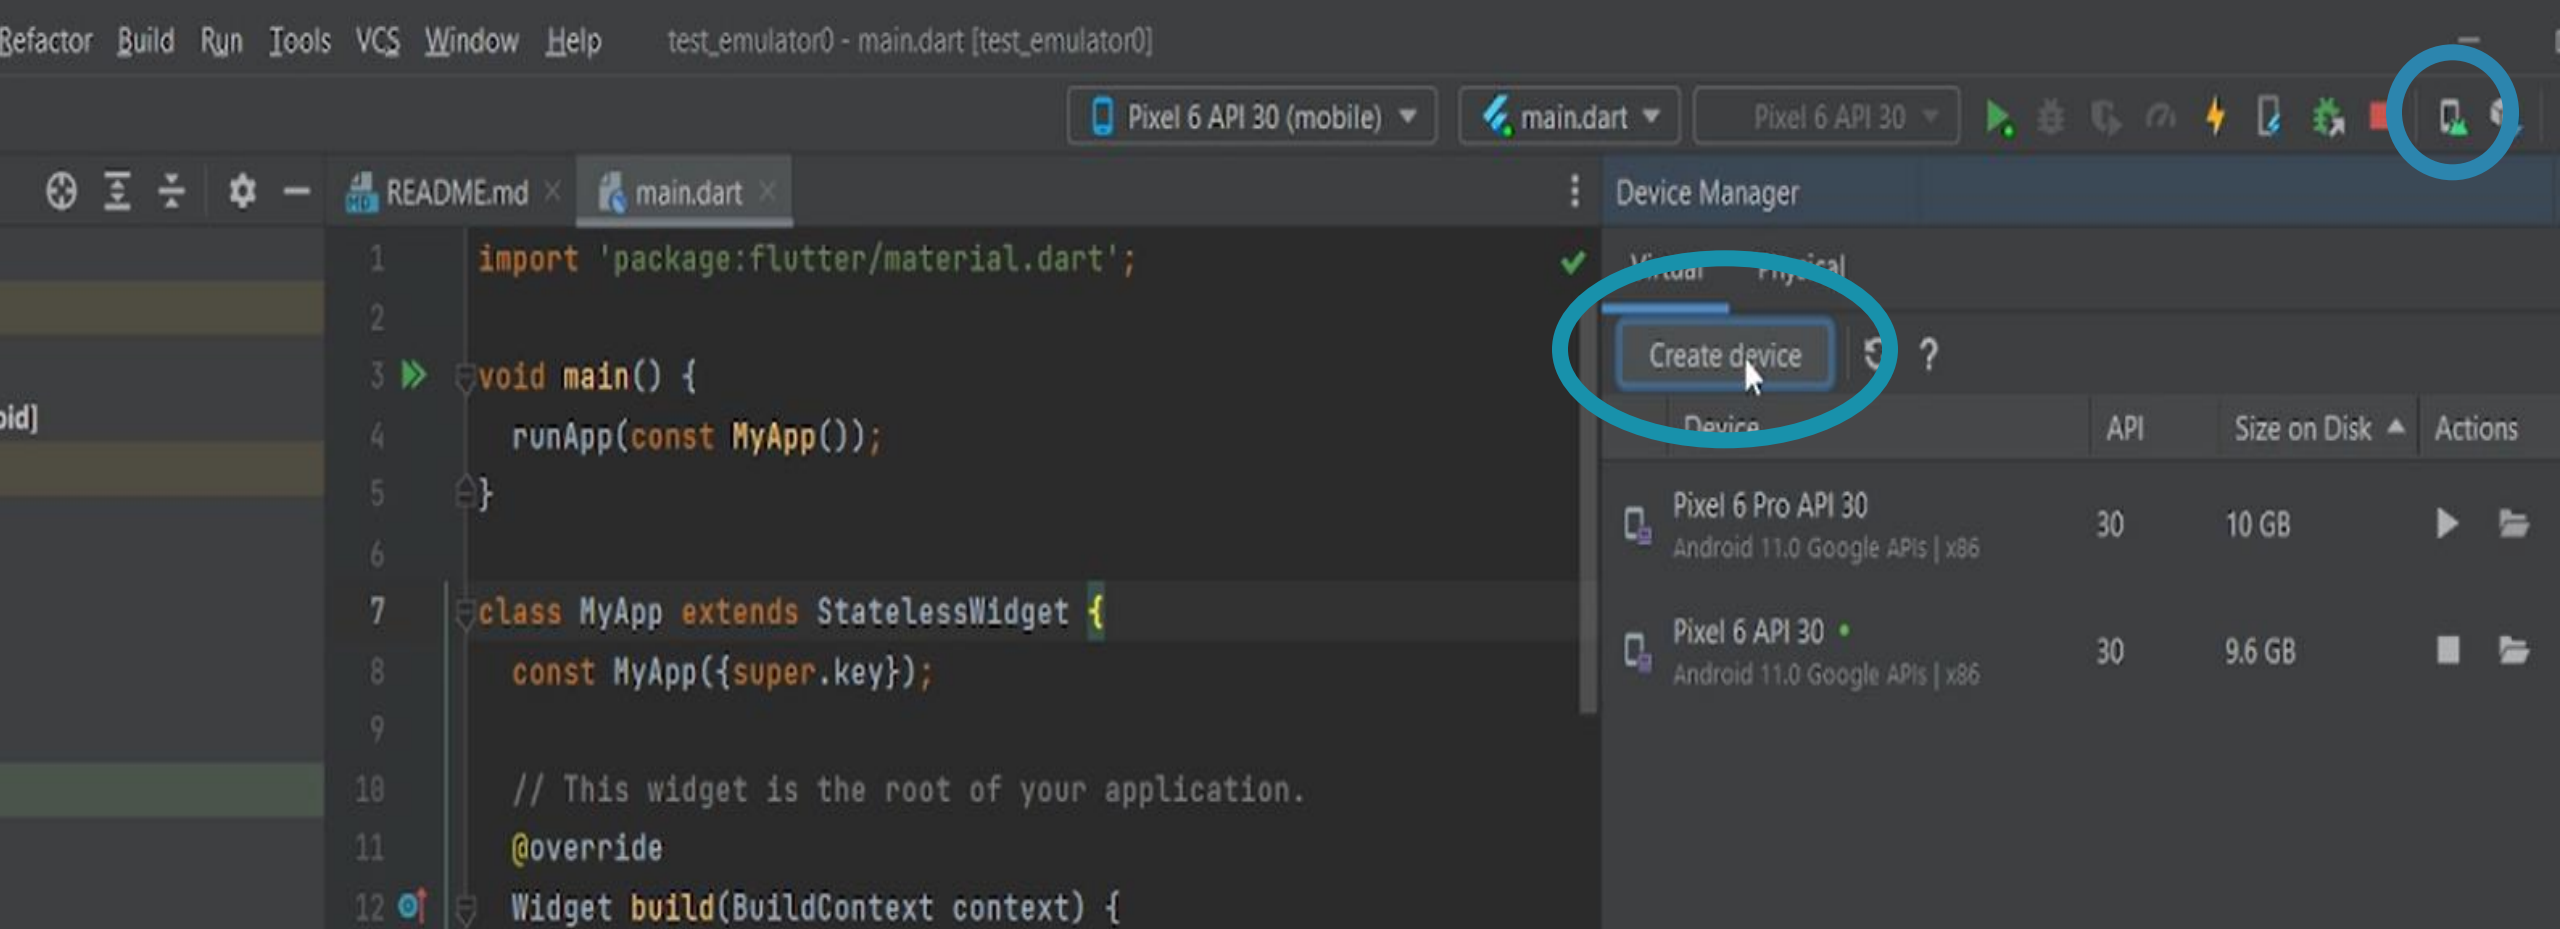 Refactor Build Run Tools VCS Window Help test_emulator0 - main.dart [test_emulator0]
Pixel 6 API 30 (mobile) main.dart Pixel 6 API 30
README.md main.dart
Device Manager
Virtual Physical
Create device ?
Device API Size on Disk Actions
Pixel 6 Pro API 30
Android 11.0 Google APIs | x86
30 10 GB
Pixel 6 API 30
Android 11.0 Google APIs | x86
30 9.6 GB
oid]
1 import 'package:flutter/material.dart';
2
3 void main() {
4 runApp(const MyApp());
5 }
6
7 class MyApp extends StatelessWidget {
8 const MyApp({super.key});
9
10 // This widget is the root of your application.
11 @override
12 Widget build(BuildContext context) {